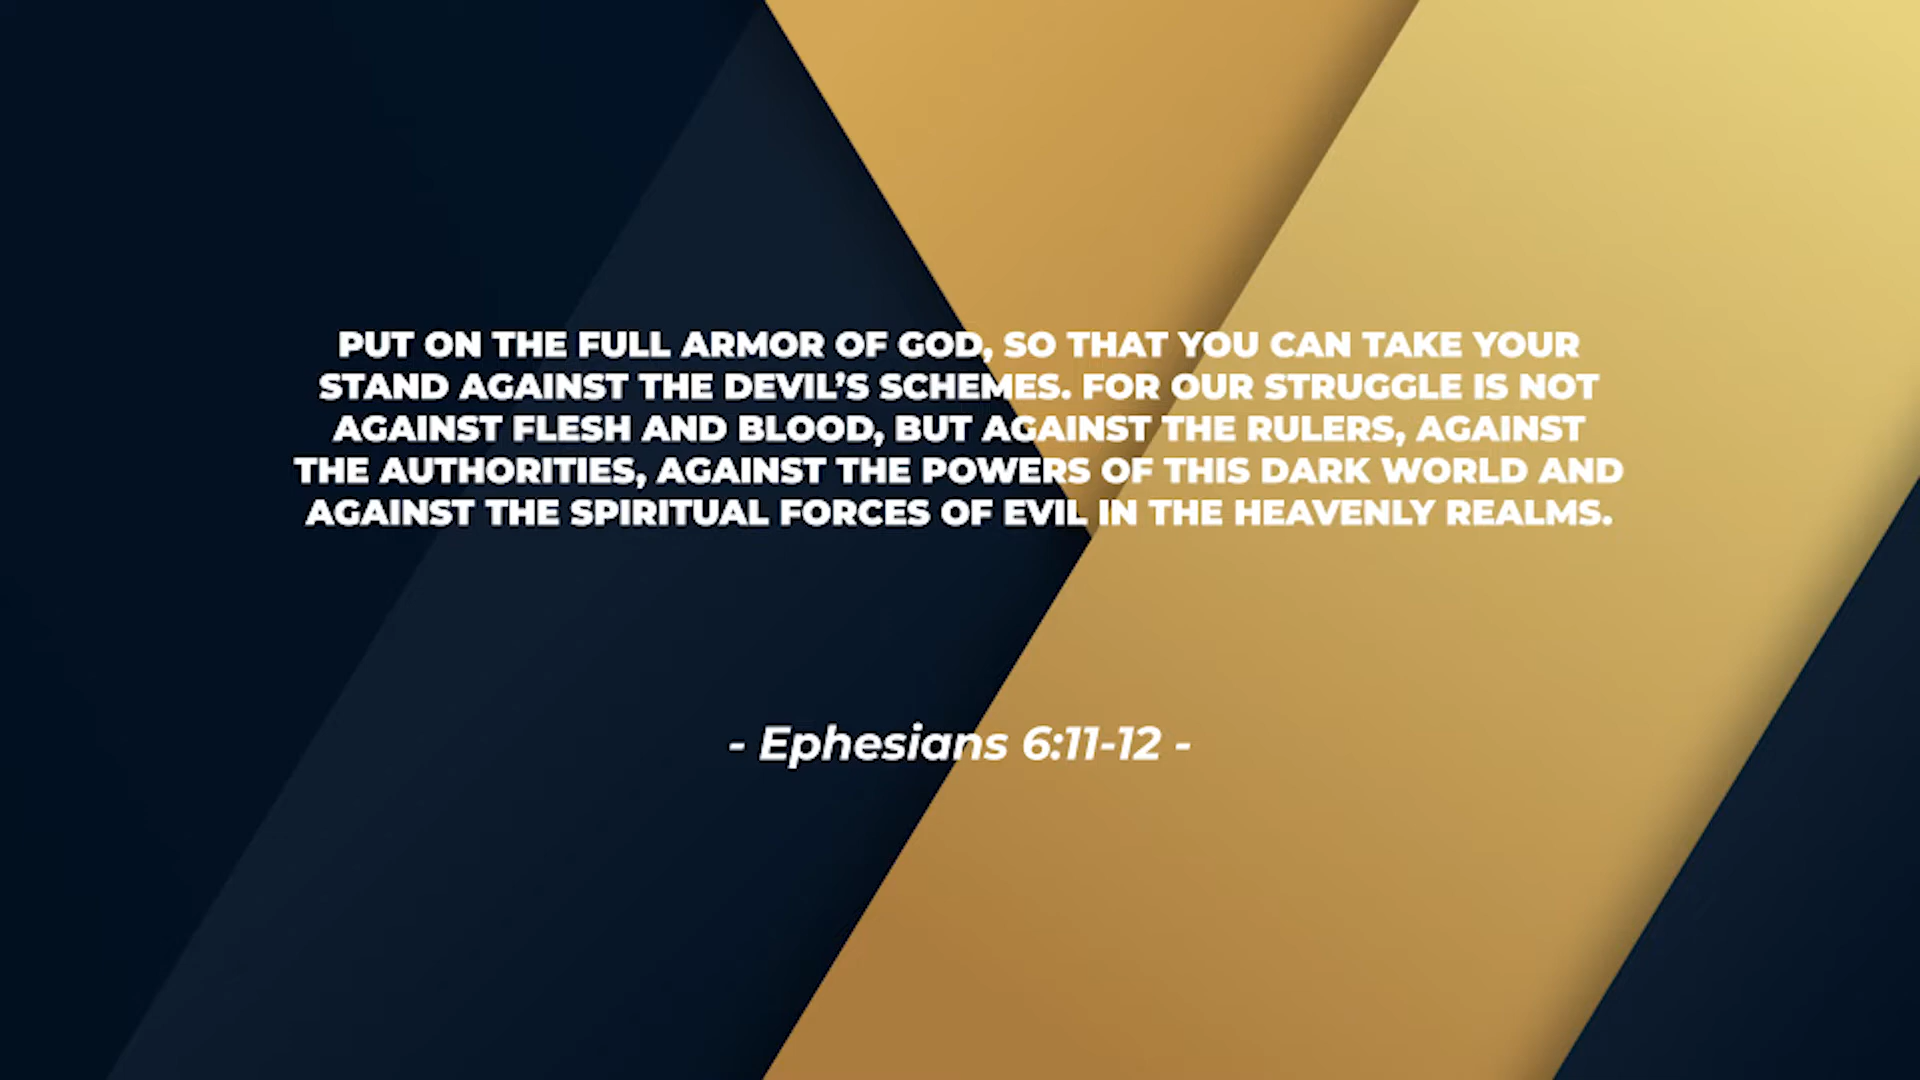 PUT ON THE FULL ARMOR OF GOD, SO THAT YOU CAN TAKE YOUR
STAND AGAINST THE DEVIL’S SCHEMES. FOR OUR STRUGGLE IS NOT
AGAINST FLESH AND BLOOD, BUT AGAINST THE RULERS, AGAINST
THE AUTHORITIES, AGAINST THE POWERS OF THIS DARK WORLD AND
AGAINST THE SPIRITUAL FORCES OF EVIL IN THE HEAVENLY REALMS.
- Ephesians 6:11-12 -